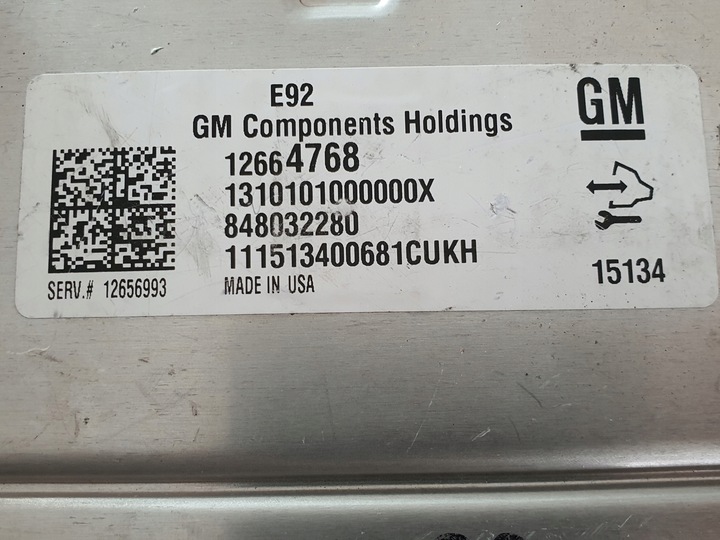 E92
GM
GM Components Holdings
12664768
1310101000000X
848032280
111513400681CUKH
15134
SERV.# 12656993
MADE IN USA